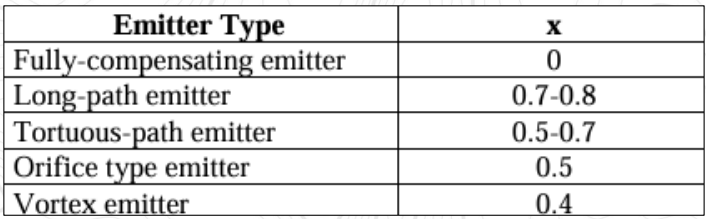 Emitter Type x
Fully-compensating emitter 0
Long-path emitter 0.7-0.8
Tortuous-path emitter 0.5-0.7
Orifice type emitter 0.5
Vortex emitter 0.4